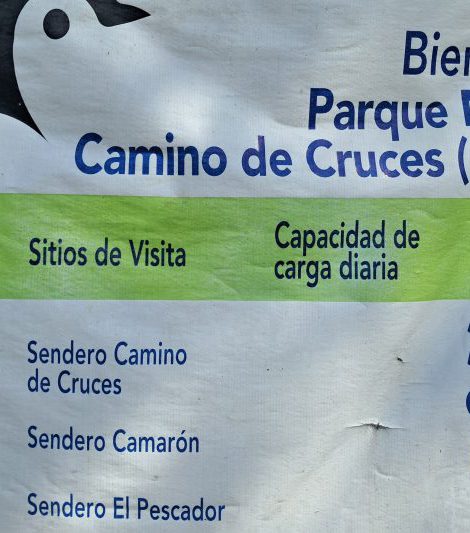 Parque
Camino de Cruces (
Sitios de Visita
Capacidad de
carga diaria
Sendero Camino
de Cruces
Sendero Camarón
Sendero El Pescador